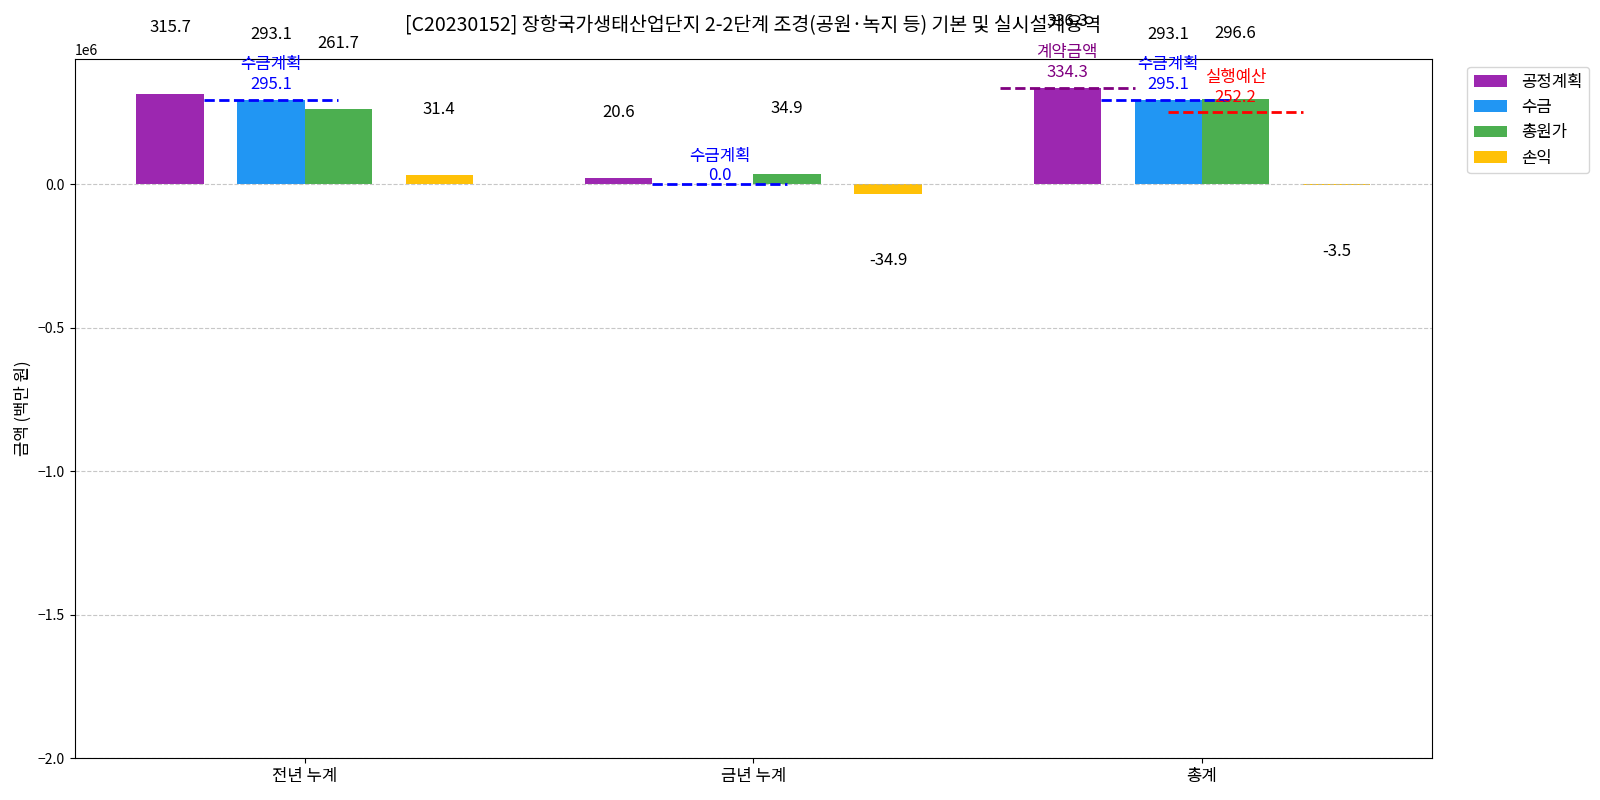 [C20230152] 장항국가생태산업단지 2-2단계 조경(공원·녹지 등) 기본 및 실시설계용역
1e6
315.7
293.1
261.7
31.4
수금계획
295.1
20.6
34.9
수금계획
0.0
-34.9
336.3
293.1
296.6
계약금액
334.3
수금계획
295.1
실행예산
252.2
-3.5
공정계획
수금
총원가
손익
금액 (백만 원)
0.0
−0.5
−1.0
−1.5
−2.0
전년 누계
금년 누계
총계